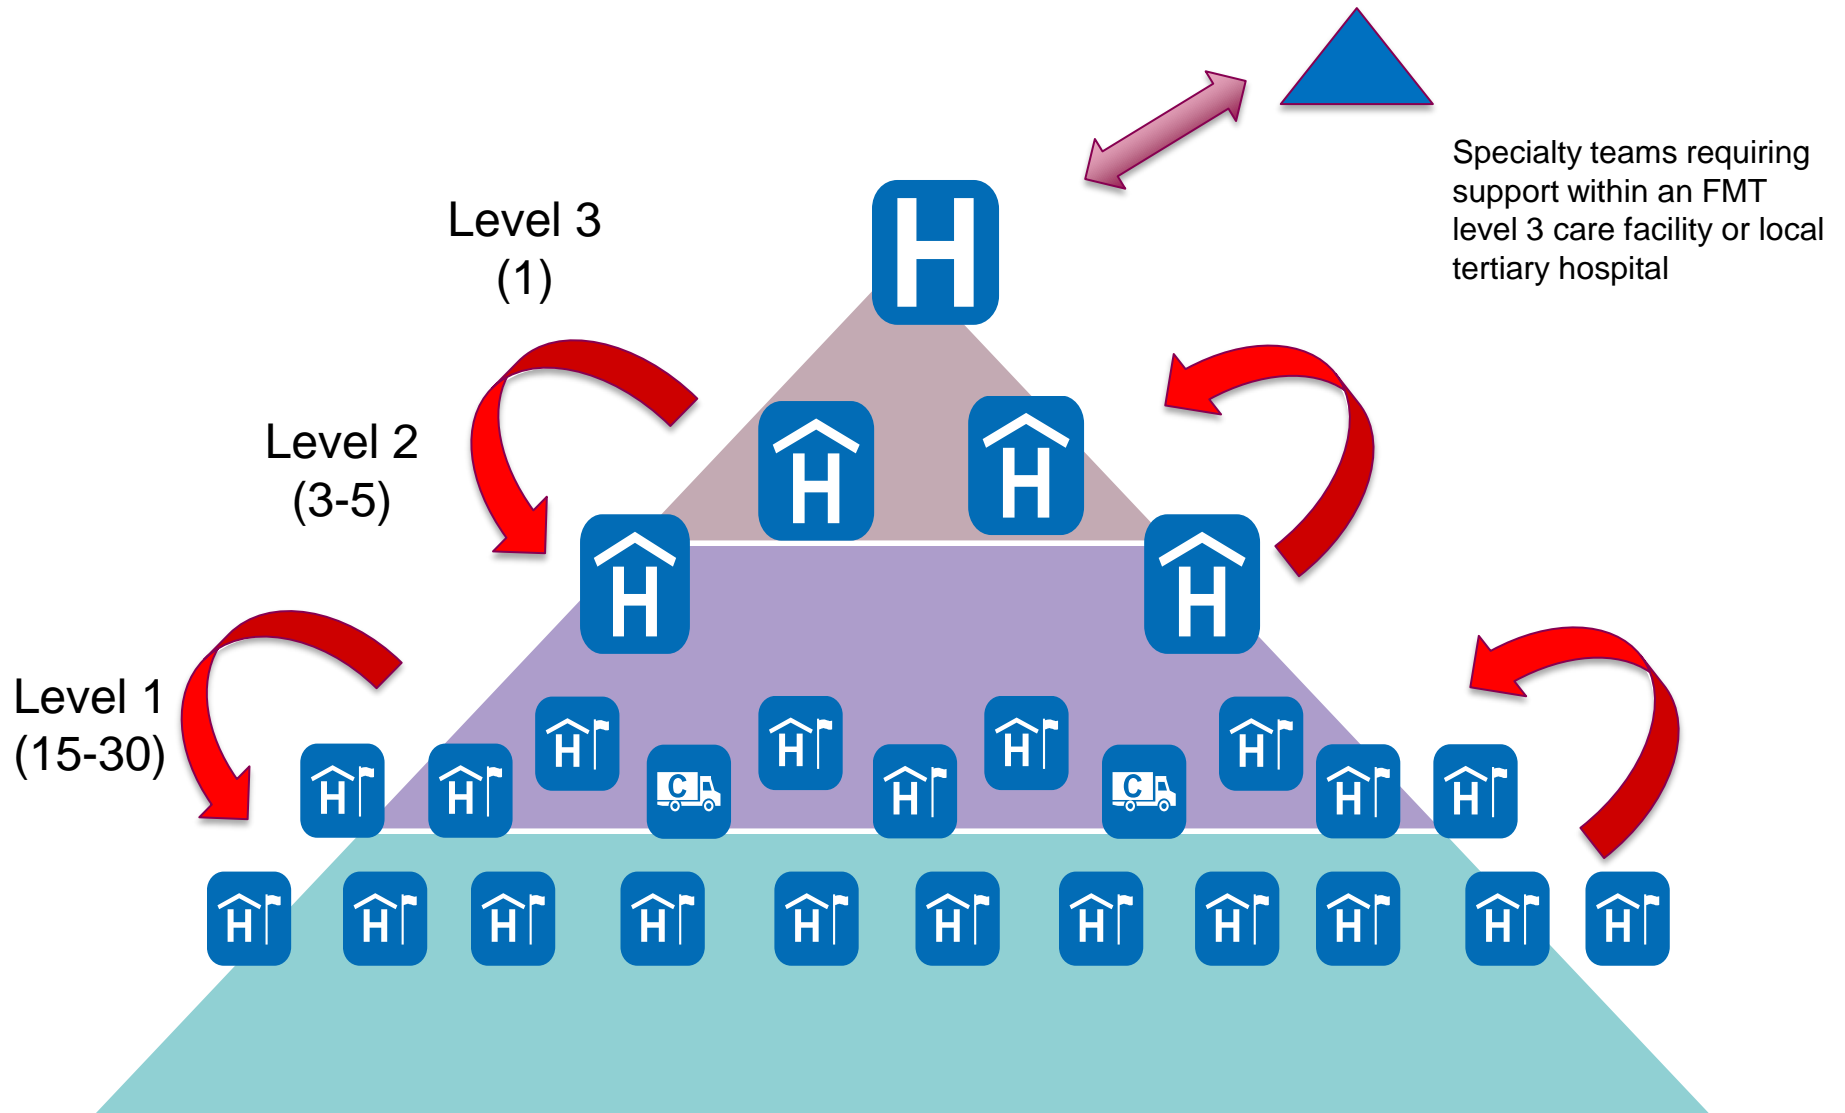 Specialty teams requiring
support within an FMT
level 3 care facility or local
tertiary hospital
Level 3
(1)
H
Level 2
(3-5)
H
H
H
H
Level 1
(15-30)
H
H
H
H
H
H
C
H
C
H
H
H
H
H
H
H
H
H
H
H
H
H
H